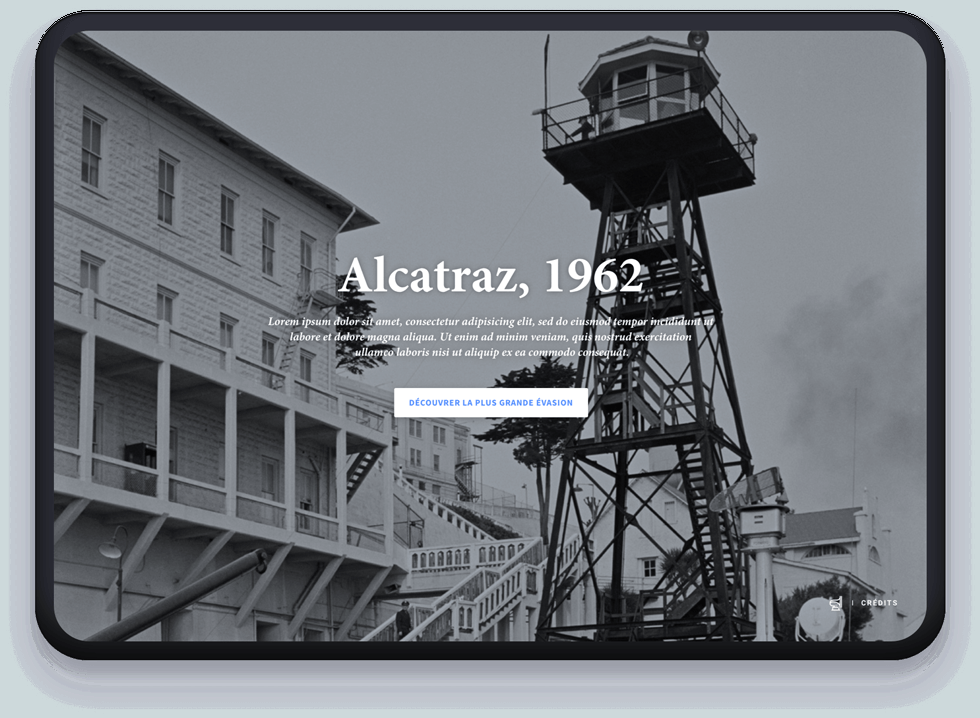 Alcatraz, 1962
Lorem ipsum dolor sit amet, consectetur adipisicing elit, sed do eiusmod tempor incididunt ut
labore et dolore magna aliqua. Ut enim ad minim veniam, quis nostrud exercitation
ullamco laboris nisi ut aliquip ex ea commodo consequat.
DÉCOUVRER LA PLUS GRANDE ÉVASION
| CRÉDITS